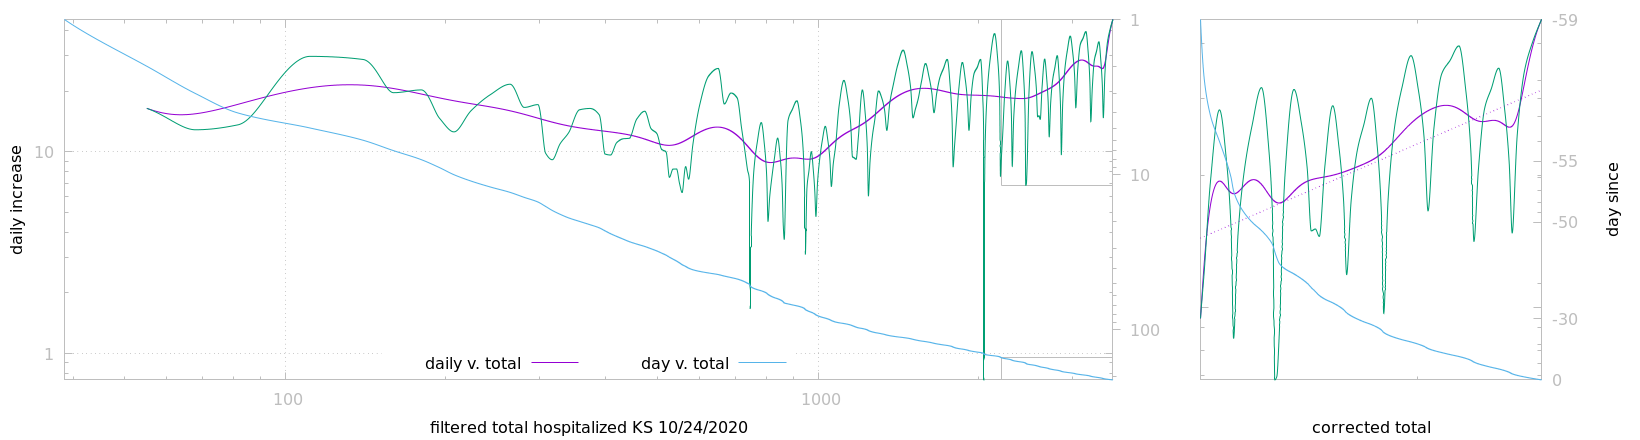 1
-59
10
daily increase
10
-55
-50
day since
1
daily v. total
day v. total
100
-30
0
100
1000
filtered total hospitalized KS 10/24/2020
corrected total